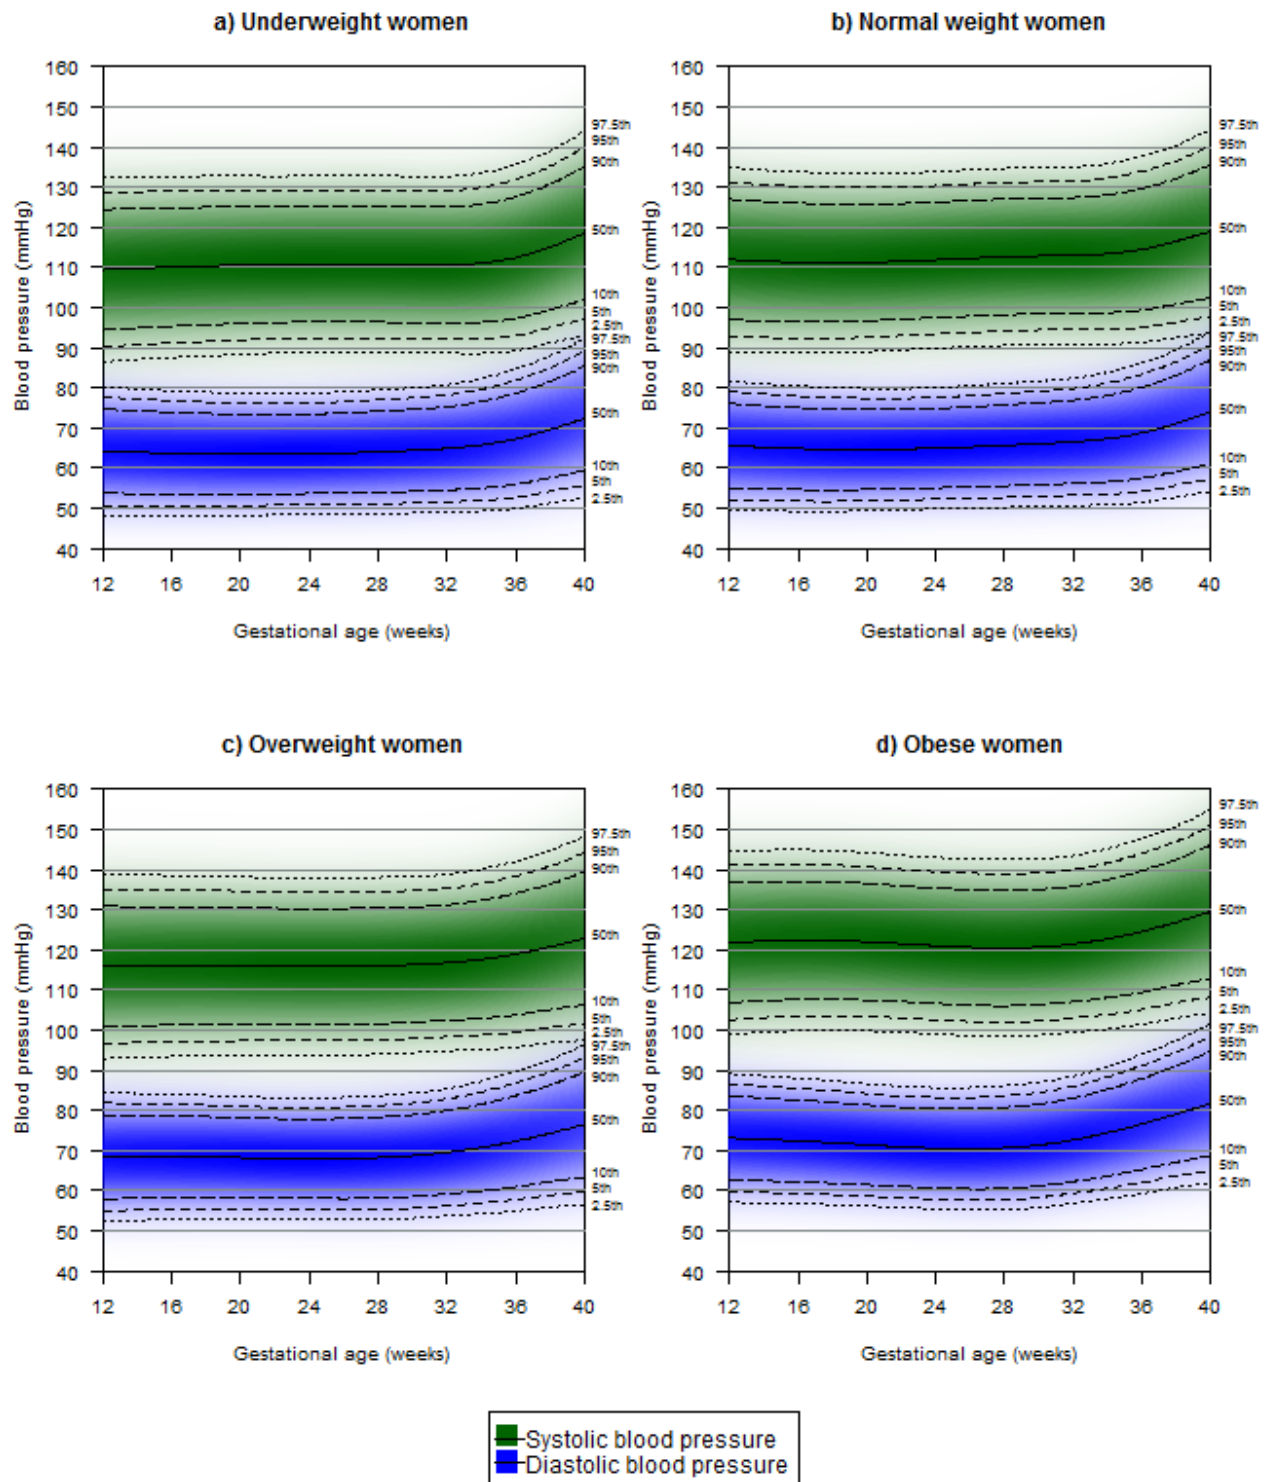 a) Underweight women
160
150
140
130
120
110
100
90
80
70
60
50
40
Blood pressure (mmHg)
97.5th
95th
90th
50th
10th
5th
2.5th
97.5th
95th
90th
50th
10th
5th
2.5th
12 16 20 24 28 32 36 40
Gestational age (weeks)
b) Normal weight women
160
150
140
130
120
110
100
90
80
70
60
50
40
Blood pressure (mmHg)
97.5th
95th
90th
50th
10th
5th
2.5th
97.5th
95th
90th
50th
10th
5th
2.5th
12 16 20 24 28 32 36 40
Gestational age (weeks)
c) Overweight women
160
150
140
130
120
110
100
90
80
70
60
50
40
Blood pressure (mmHg)
97.5th
95th
90th
50th
10th
5th
2.5th
97.5th
95th
90th
50th
10th
5th
2.5th
12 16 20 24 28 32 36 40
Gestational age (weeks)
d) Obese women
160
150
140
130
120
110
100
90
80
70
60
50
40
Blood pressure (mmHg)
97.5th
95th
90th
50th
10th
5th
2.5th
97.5th
95th
90th
50th
10th
5th
2.5th
12 16 20 24 28 32 36 40
Gestational age (weeks)
Systolic blood pressure
Diastolic blood pressure